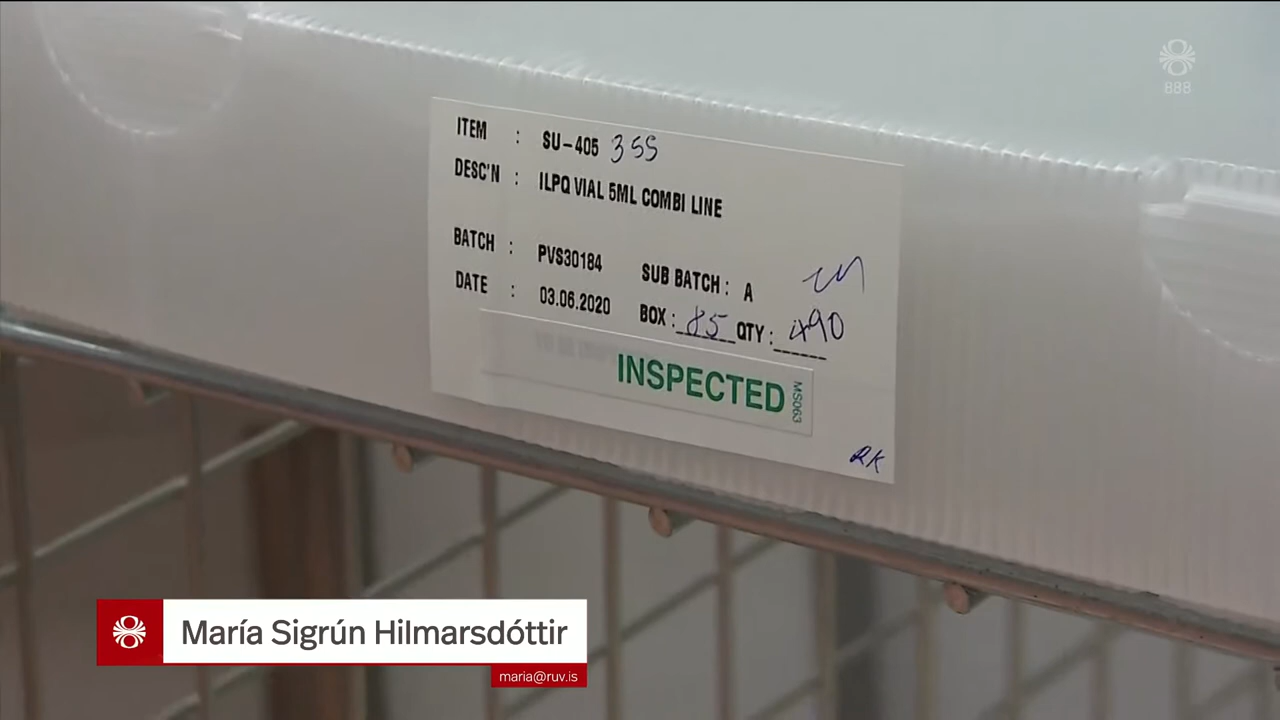 888
ITEM : SU-405 355
DESC'N : ILPQ VIAL 5ML COMBI LINE
BATCH : PVS30184 SUB BATCH : A
DATE : 03.06.2020 BOX : 85 QTY : 490
INSPECTED MS063
RK
María Sigrún Hilmarsdóttir
maria@ruv.is